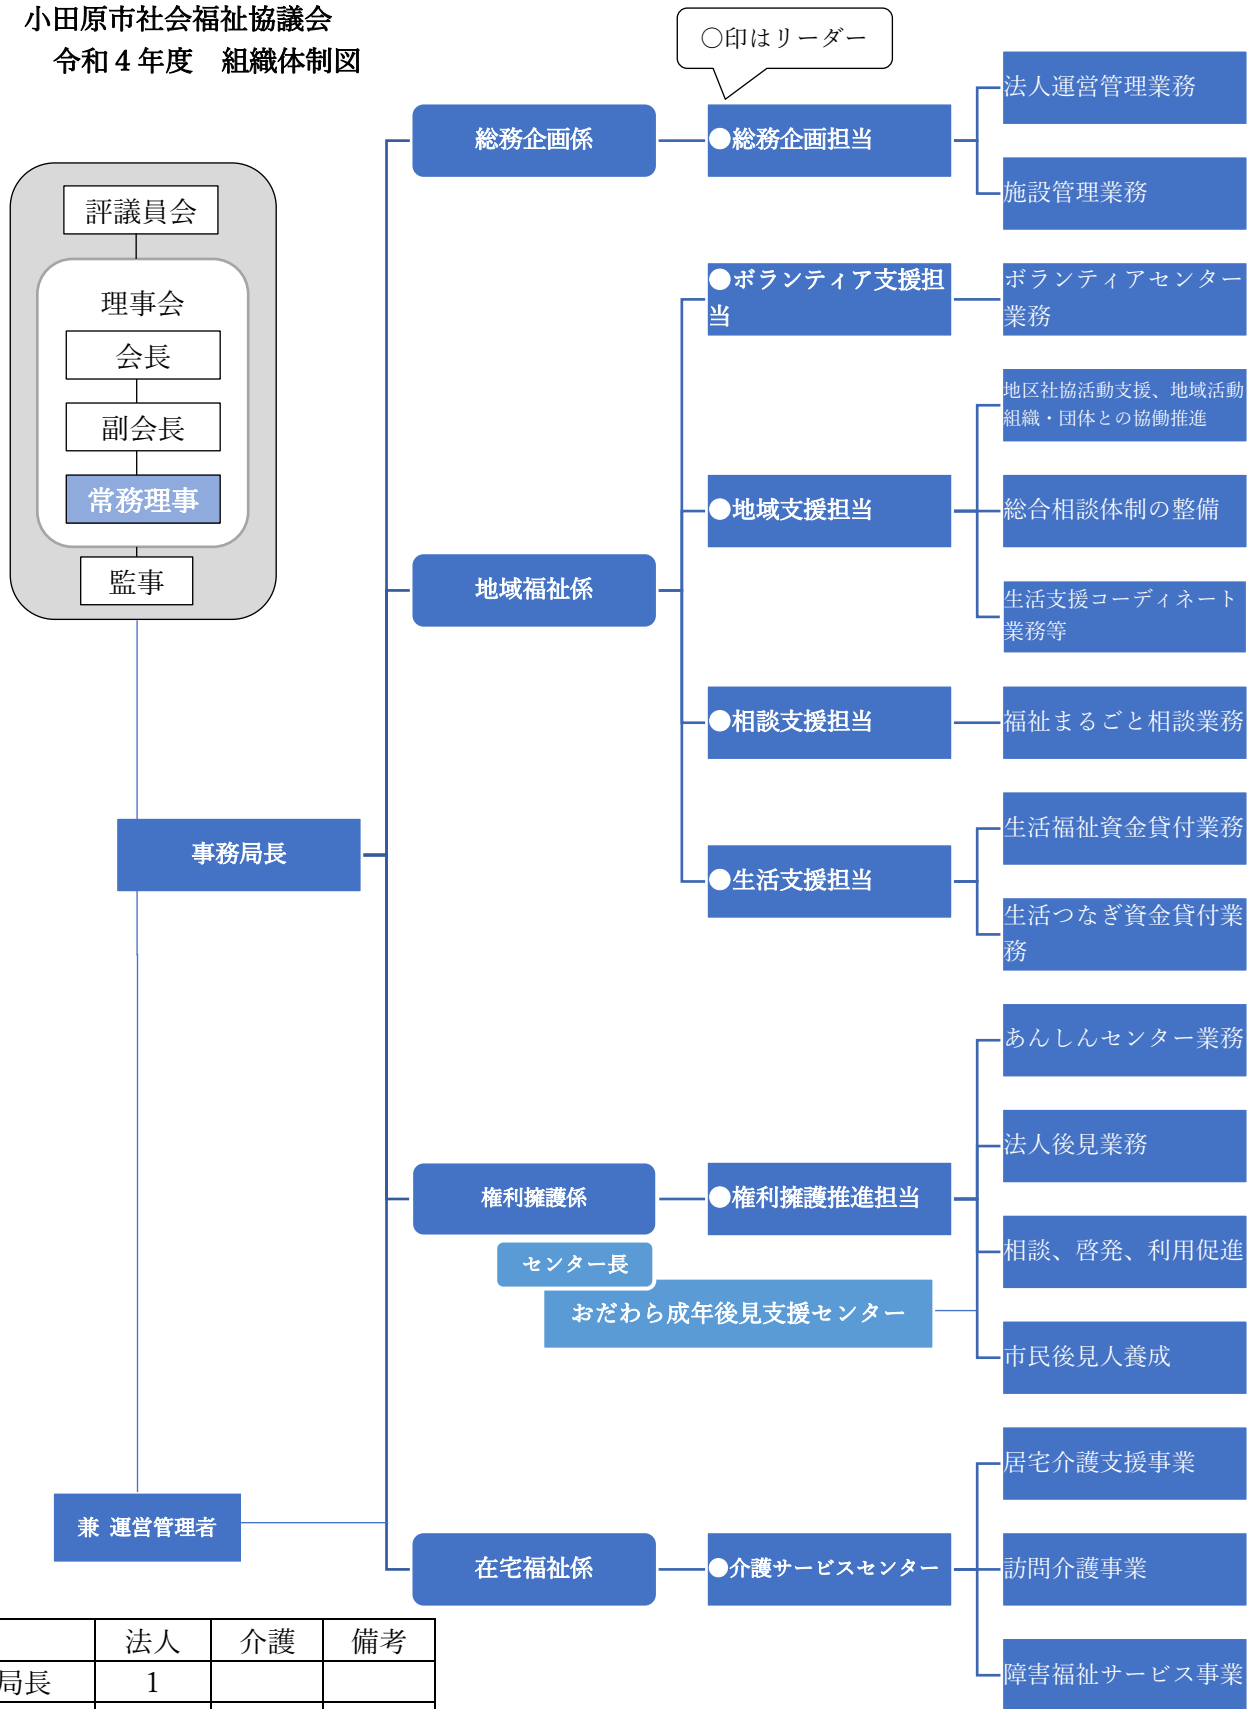 小田原市社会福祉協議会
令和４年度　組織体制図
〇印はリーダー
評議員会
理事会
会長
副会長
常務理事
監事
事務局長
兼 運営管理者
総務企画係
●総務企画担当
法人運営管理業務
施設管理業務
地域福祉係
●ボランティア支援担
当
ボランティアセンター
業務
●地域支援担当
地区社協活動支援、地域活動
組織・団体との協働推進
総合相談体制の整備
生活支援コーディネート
業務等
●相談支援担当
福祉まるごと相談業務
●生活支援担当
生活福祉資金貸付業務
生活つなぎ資金貸付業
務
権利擁護係
●権利擁護推進担当
センター長
おだわら成年後見支援センター
あんしんセンター業務
法人後見業務
相談、啓発、利用促進
市民後見人養成
在宅福祉係
●介護サービスセンター
居宅介護支援事業
訪問介護事業
障害福祉サービス事業
法人 介護 備考
局長 1